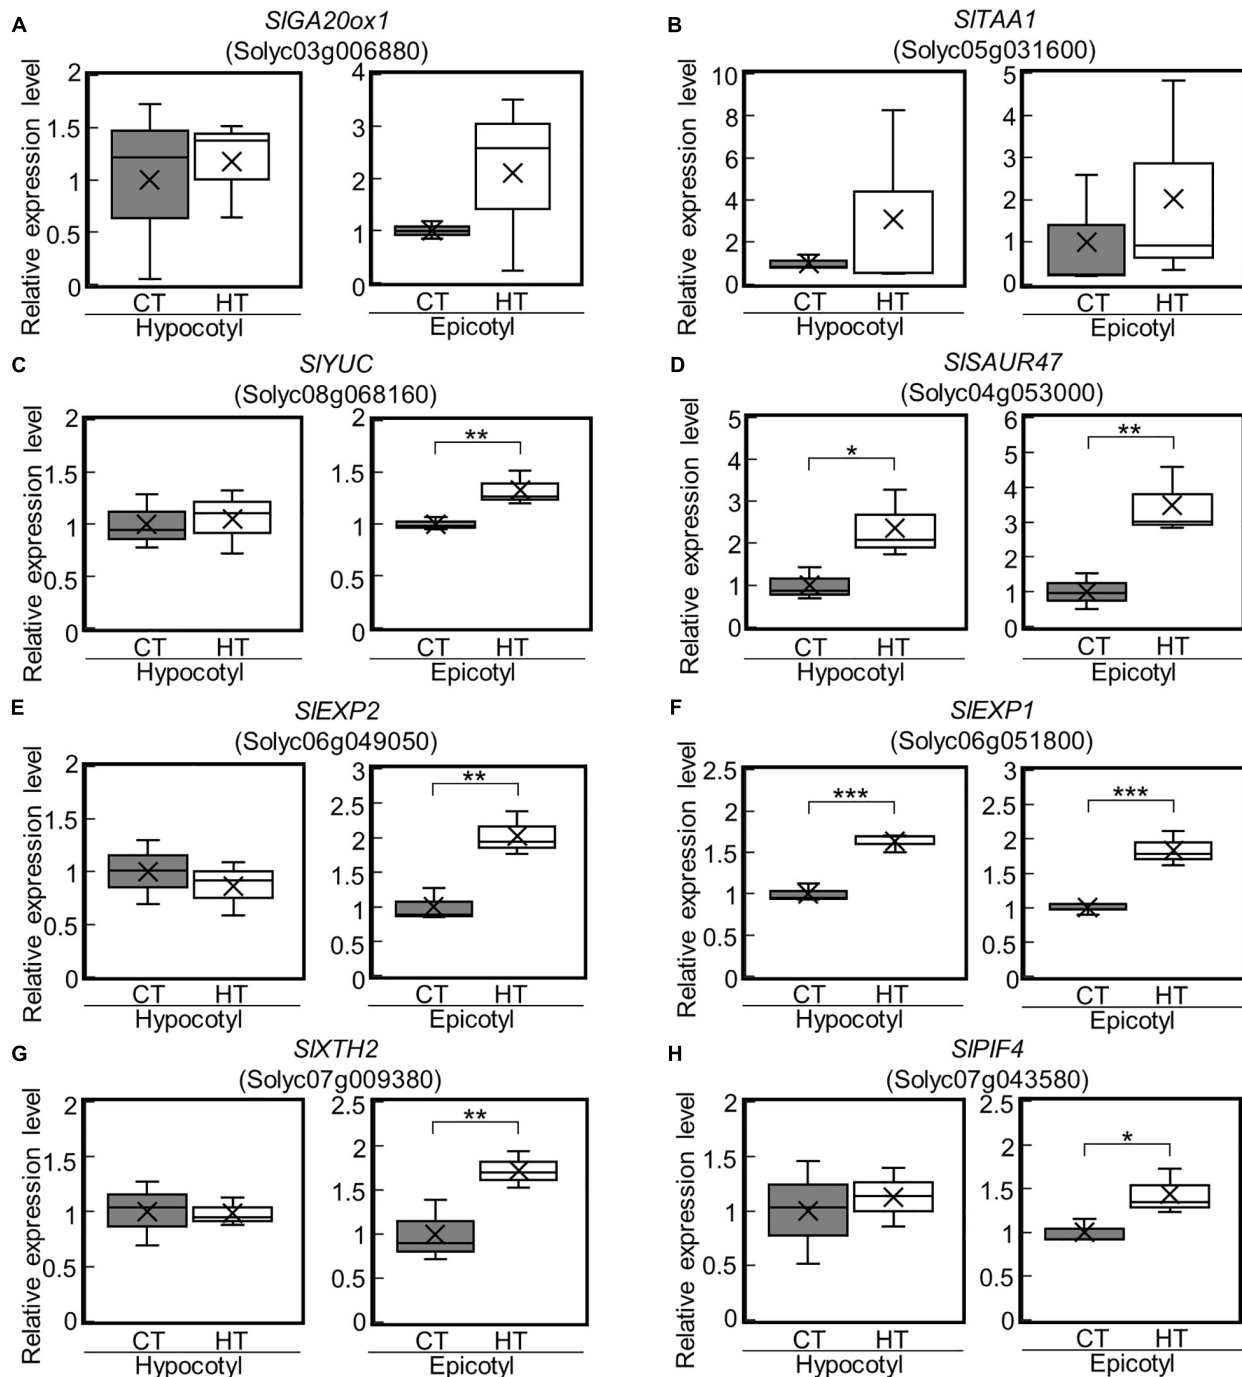 A
SlGA20ox1
(Solyc03g006880)
Relative expression level
2
1.5
1
0.5
0
CT HT
Hypocotyl
4
3
2
1
0
CT HT
Epicotyl
B
SlTAA1
(Solyc05g031600)
Relative expression level
10
8
6
4
2
0
CT HT
Hypocotyl
5
4
3
2
1
0
CT HT
Epicotyl
C
SlYUC
(Solyc08g068160)
Relative expression level
2
1.5
1
0.5
0
CT HT
Hypocotyl
2
1.5
1
0.5
0
**
CT HT
Epicotyl
D
SlSAUR47
(Solyc04g053000)
Relative expression level
5
4
3
2
1
0
*
CT HT
Hypocotyl
6
5
4
3
2
1
0
**
CT HT
Epicotyl
E
SlEXP2
(Solyc06g049050)
Relative expression level
2
1.5
1
0.5
0
CT HT
Hypocotyl
3
2.5
2
1.5
1
0.5
0
**
CT HT
Epicotyl
F
SlEXP1
(Solyc06g051800)
Relative expression level
2.5
2
1.5
1
0.5
0
***
CT HT
Hypocotyl
3
2.5
2
1.5
1
0.5
0
***
CT HT
Epicotyl
G
SlXTH2
(Solyc07g009380)
Relative expression level
2
1.5
1
0.5
0
CT HT
Hypocotyl
2.5
2
1.5
1
0.5
0
**
CT HT
Epicotyl
H
SlPIF4
(Solyc07g043580)
Relative expression level
2
1.5
1
0.5
0
CT HT
Hypocotyl
2.5
2
1.5
1
0.5
0
*
CT HT
Epicotyl